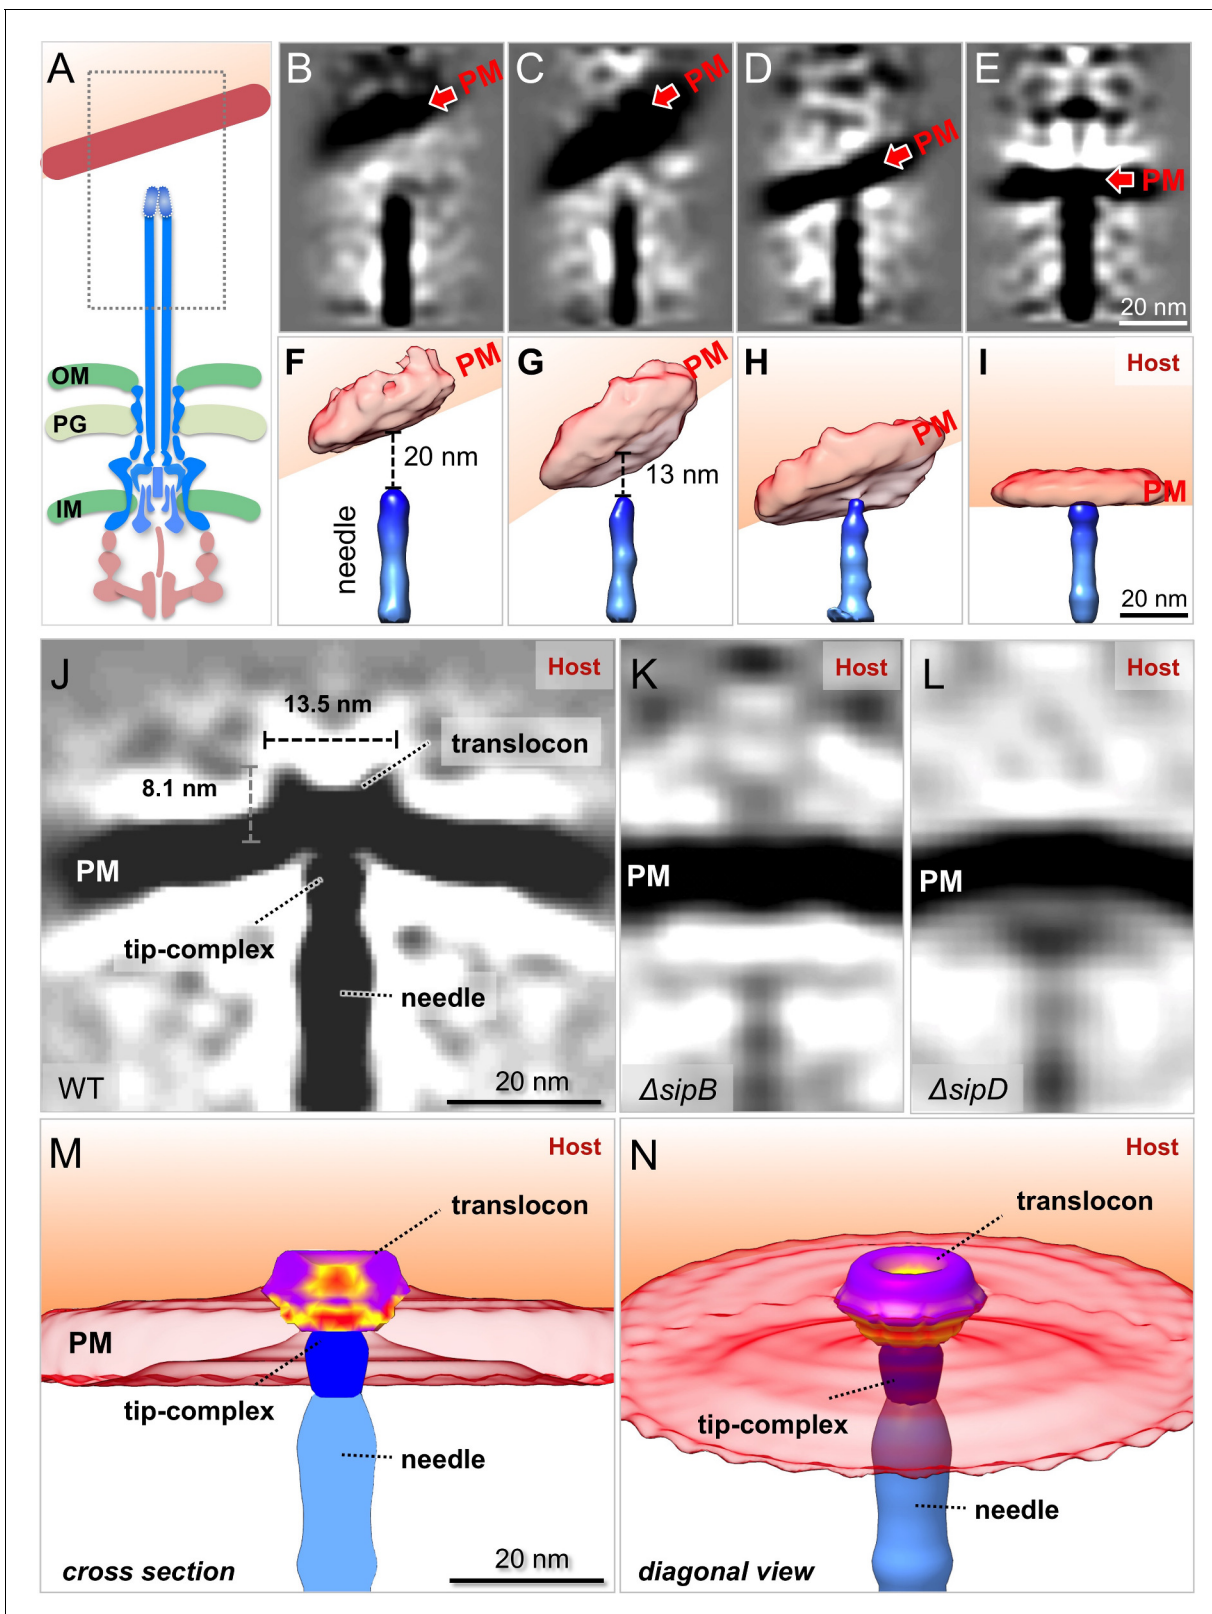 A
OM
PG
IM
B
PM
C
PM
D
PM
E
PM
20 nm
F
PM
20 nm
needle
G
PM
13 nm
H
PM
I
Host
PM
20 nm
J
Host
13.5 nm
translocon
8.1 nm
PM
tip-complex
needle
WT
20 nm
K
Host
PM
ΔsipB
L
Host
PM
ΔsipD
M
Host
translocon
PM
tip-complex
needle
cross section
20 nm
N
Host
translocon
tip-complex
needle
diagonal view